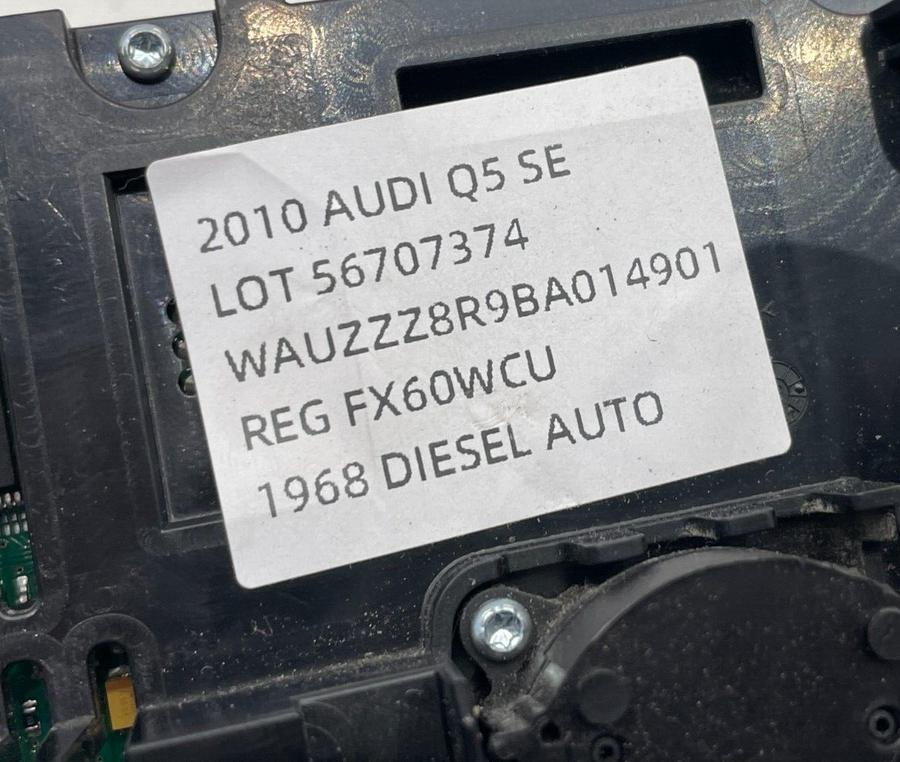 2010 AUDI Q5 SE
LOT 56707374
WAUZZZ8R9BA014901
REG FX60WCU
1968 DIESEL AUTO